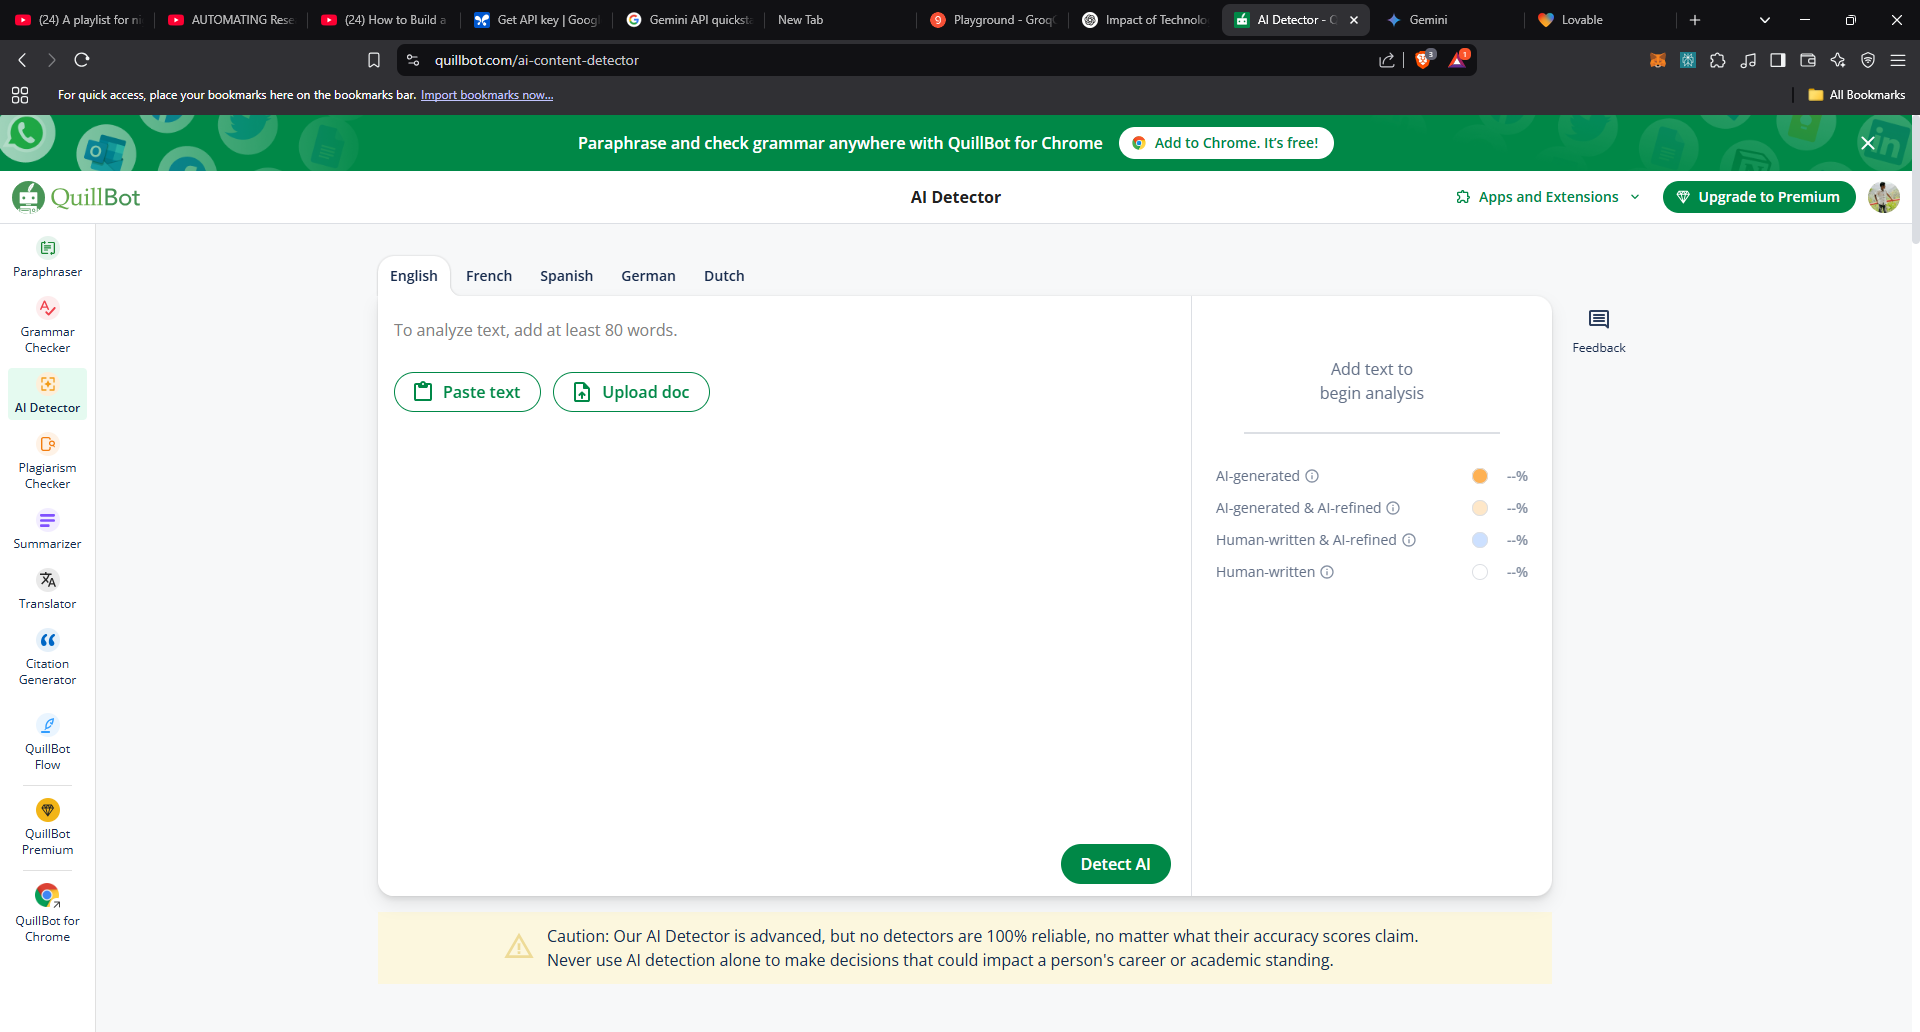 (24) A playlist for ni
AUTOMATING Rese
(24) How to Build a
Get API key | Googl
Gemini API quicksta
New Tab
Playground - GroqC
Impact of Technolo
AI Detector - Q
Gemini
Lovable
quillbot.com/ai-content-detector
3
1
For quick access, place your bookmarks here on the bookmarks bar. Import bookmarks now...
All Bookmarks
Paraphrase and check grammar anywhere with QuillBot for Chrome
Add to Chrome. It's free!
QuillBot
AI Detector
Apps and Extensions
Upgrade to Premium
Paraphraser
Grammar
Checker
AI Detector
Plagiarism
Checker
Summarizer
Translator
Citation
Generator
QuillBot
Flow
QuillBot
Premium
QuillBot for
Chrome
English
French
Spanish
German
Dutch
To analyze text, add at least 80 words.
Paste text
Upload doc
Detect AI
Add text to
begin analysis
AI-generated --%
AI-generated & AI-refined --%
Human-written & AI-refined --%
Human-written --%
Feedback
Caution: Our AI Detector is advanced, but no detectors are 100% reliable, no matter what their accuracy scores claim.
Never use AI detection alone to make decisions that could impact a person's career or academic standing.